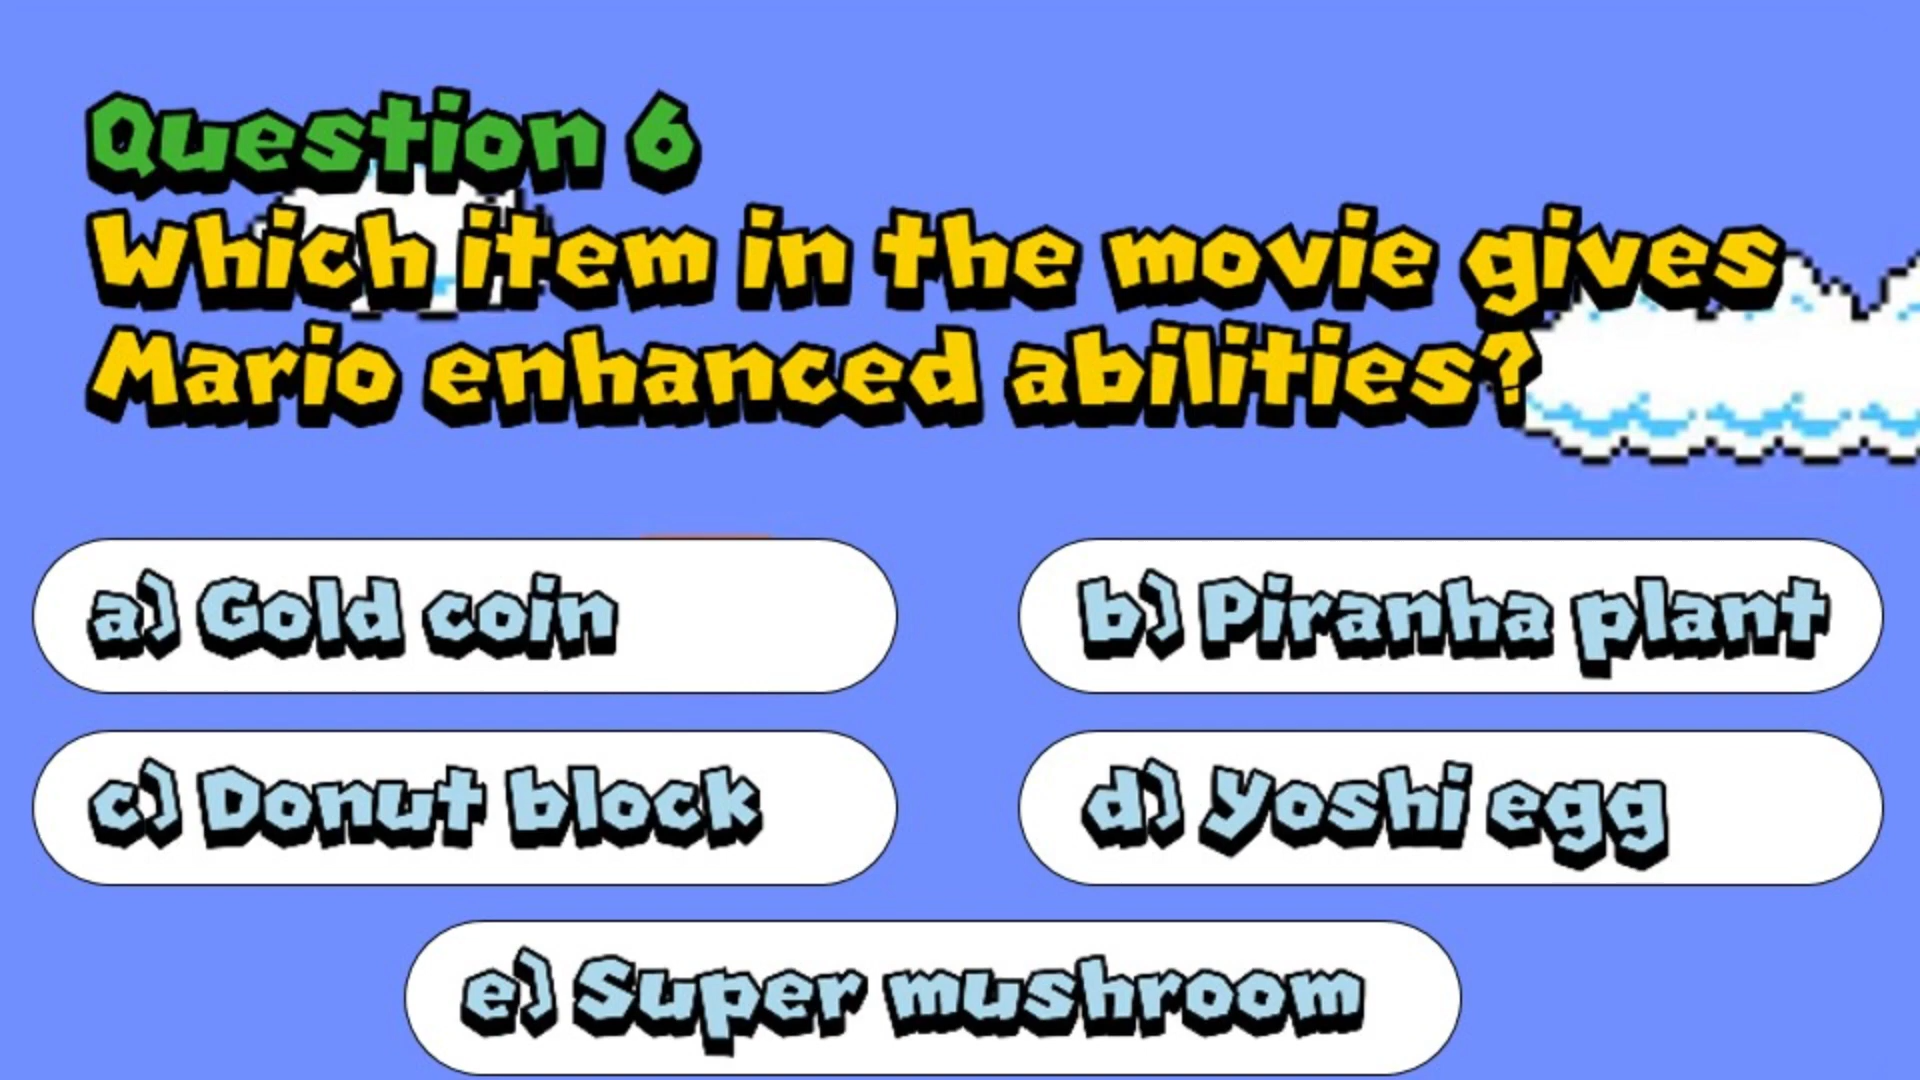 Question 6
Which item in the movie gives
Mario enhanced abilities?
a) Gold coin
b) Piranha plant
c) Donut block
d) Yoshi egg
e) Super mushroom